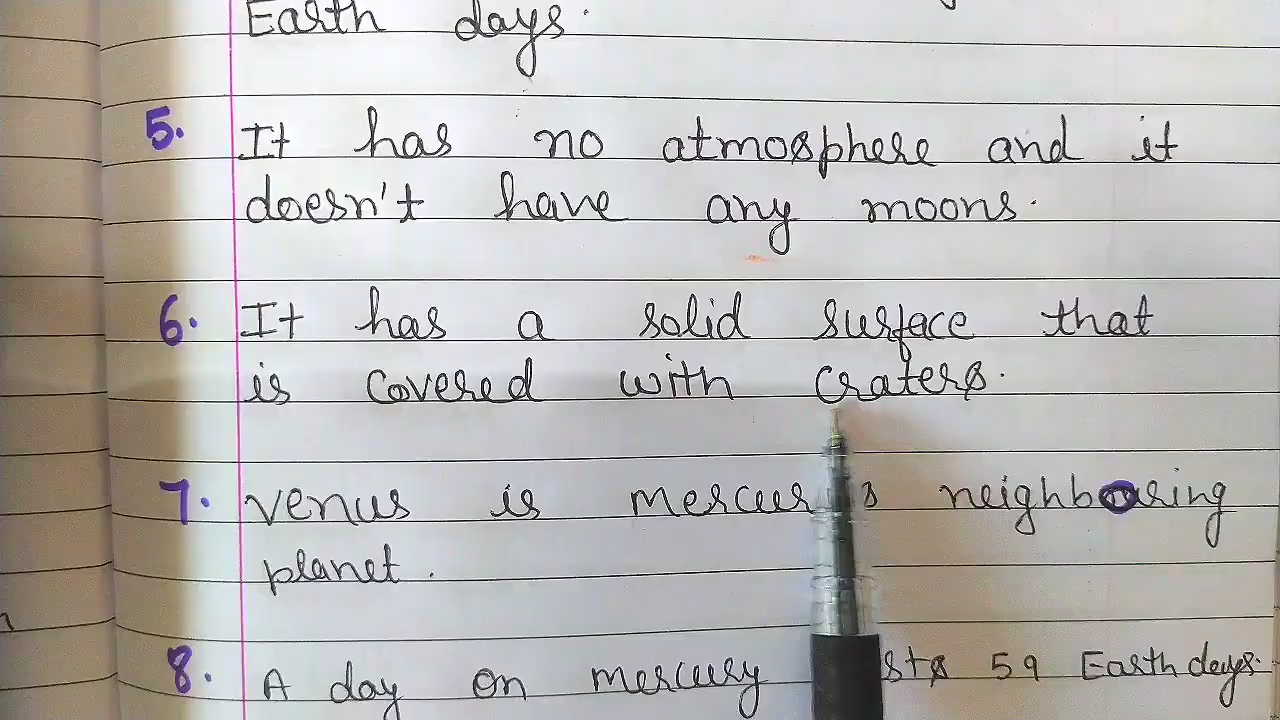 Earth days.
5. It has no atmosphere and it
doesn't have any moons.
6. It has a solid surface that
is covered with craters.
7. Venus is neighbouring
planet.
8. A day on mercury 59 Earth days.